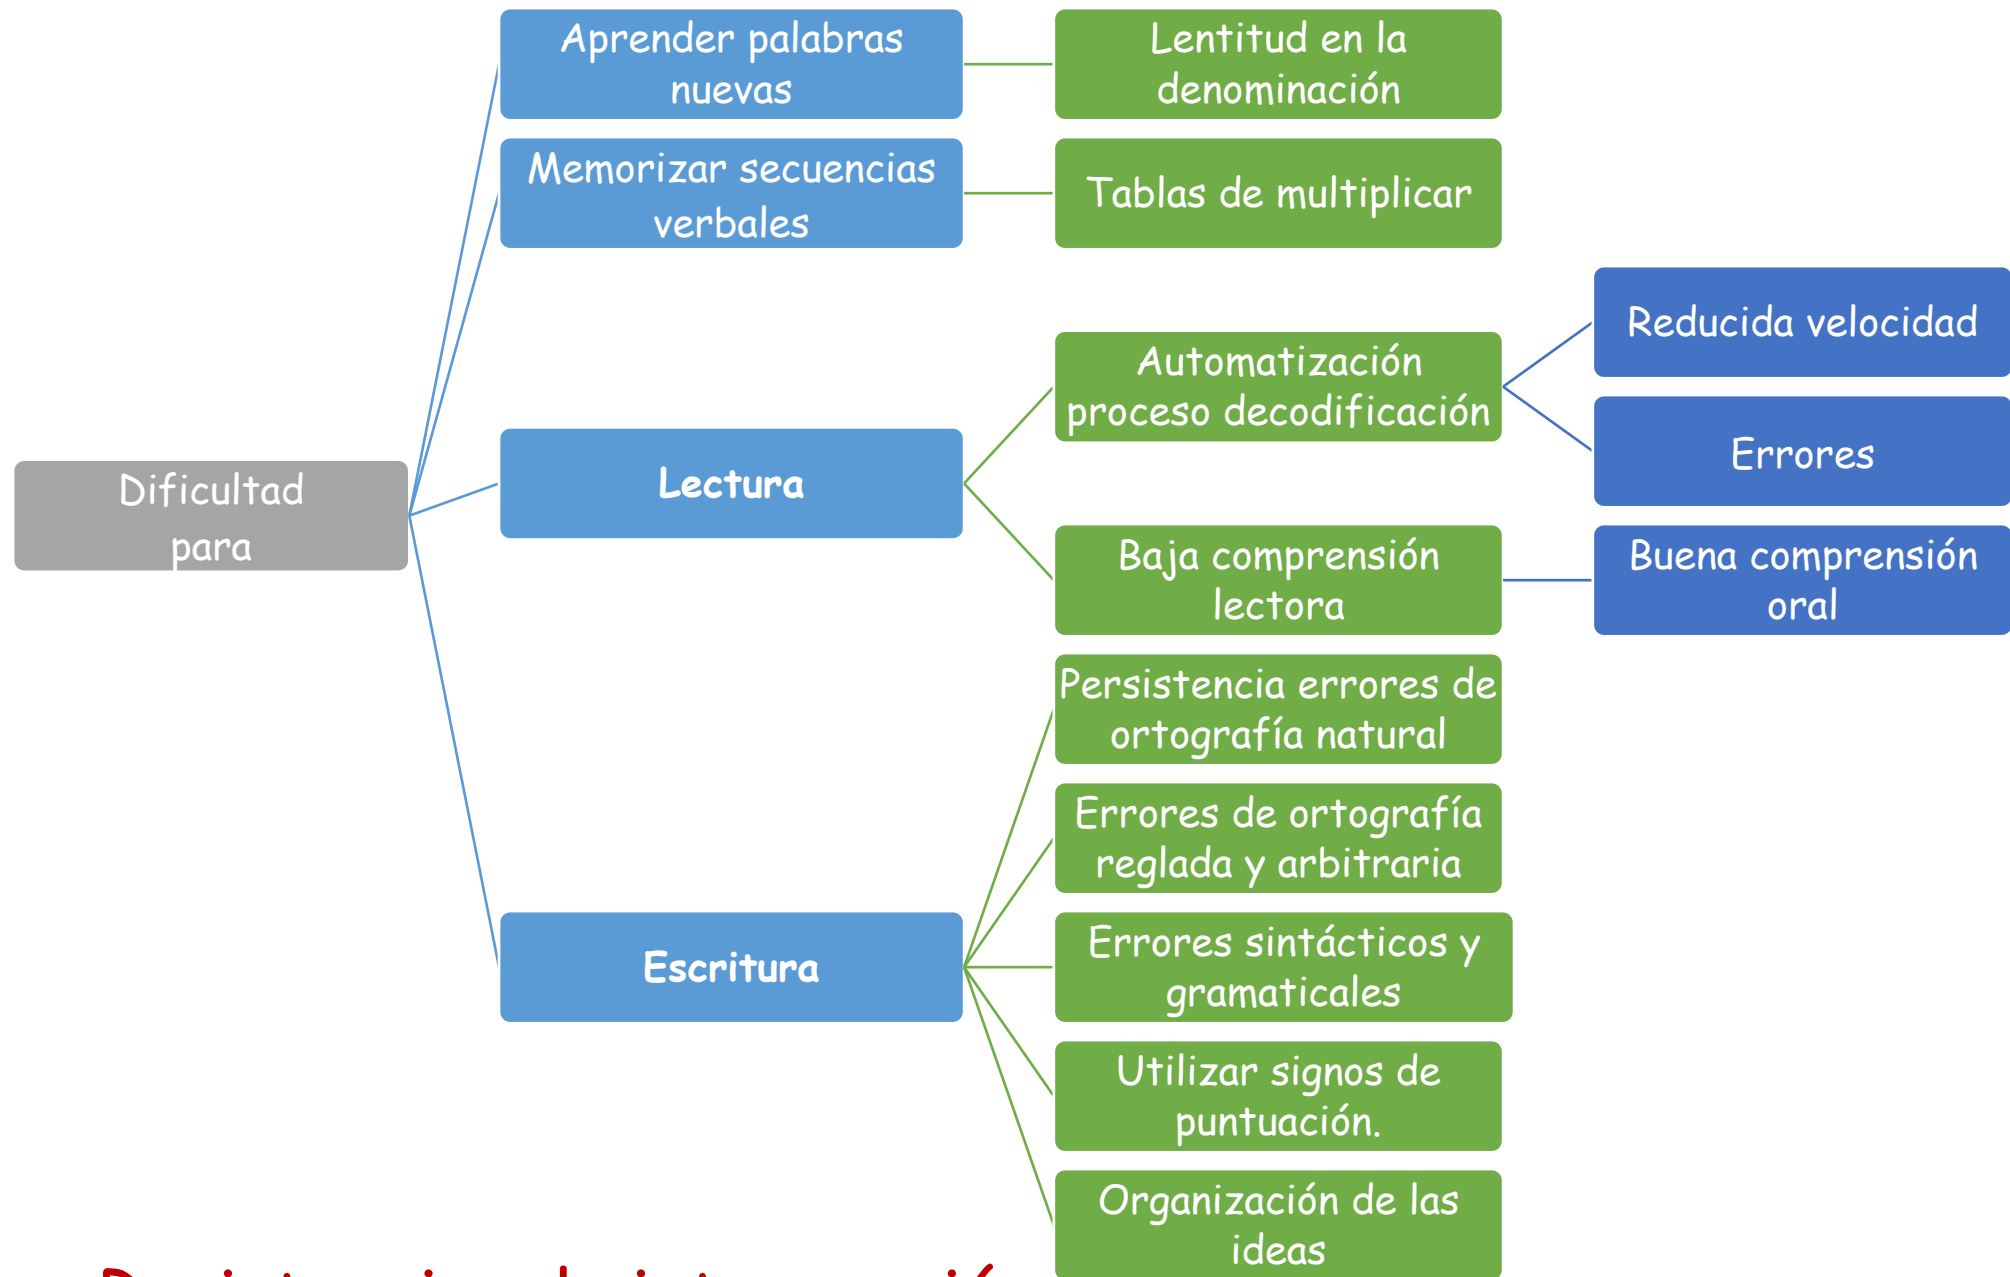 Aprender palabras
nuevas
Lentitud en la
denominación
Memorizar secuencias
verbales
Tablas de multiplicar
Reducida velocidad
Automatización
proceso decodificación
Errores
Dificultad
para
Lectura
Baja comprensión
lectora
Buena comprensión
oral
Persistencia errores de
ortografía natural
Errores de ortografía
reglada y arbitraria
Escritura
Errores sintácticos y
gramaticales
Utilizar signos de
puntuación.
Organización de las
ideas